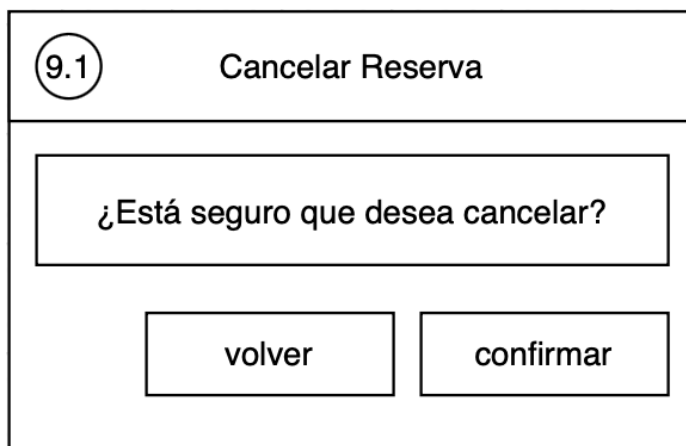 9.1 Cancelar Reserva
¿Está seguro que desea cancelar?
volver confirmar